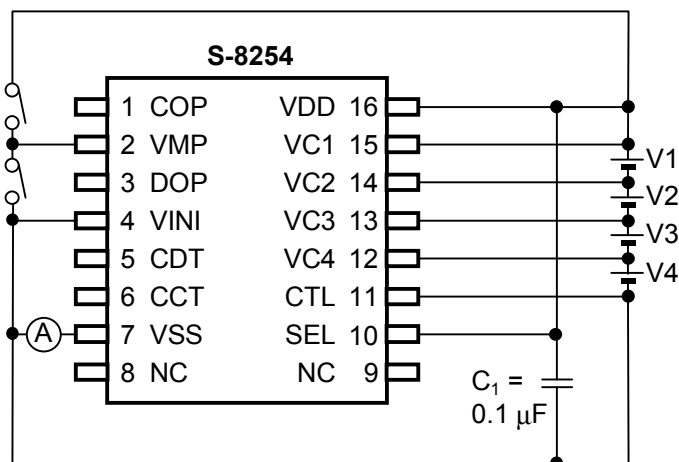 S-8254
1 COP VDD 16
2 VMP VC1 15
3 DOP VC2 14
4 VINI VC3 13
5 CDT VC4 12
6 CCT CTL 11
7 VSS SEL 10
8 NC NC 9
A
V1
V2
V3
V4
C₁ =
0.1 μF